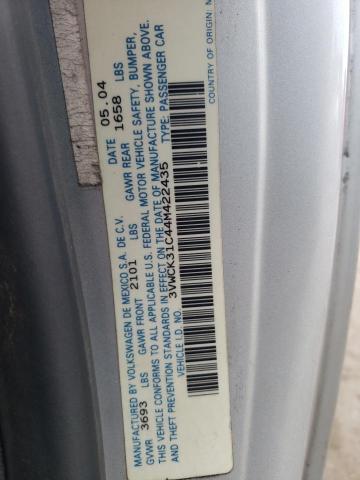 MANUFACTURED BY VOLKSWAGEN DE MEXICO S.A. DE C.V. DATE 05.04
GVWR 3693 LBS GAWR FRONT 2101 LBS GAWR REAR 1658 LBS
THIS VEHICLE CONFORMS TO ALL APPLICABLE U.S. FEDERAL MOTOR VEHICLE SAFETY, BUMPER,
AND THEFT PREVENTION STANDARDS IN EFFECT ON THE DATE OF MANUFACTURE SHOWN ABOVE.
VEHICLE I.D. NO. 3VWCK31C44M422435 TYPE: PASSENGER CAR
COUNTRY OF ORIGIN